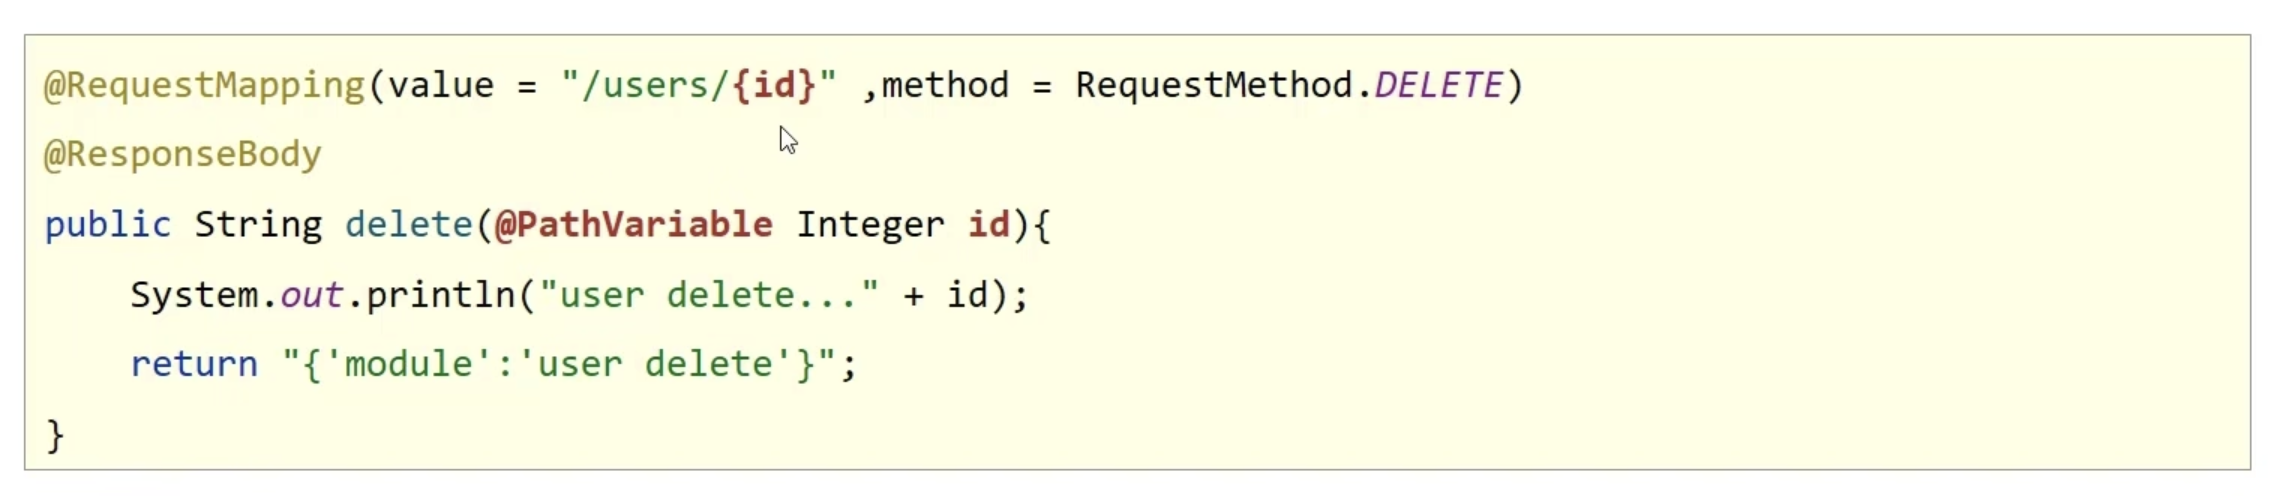 @RequestMapping(value = "/users/{id}" ,method = RequestMethod.DELETE)
@ResponseBody
public String delete(@PathVariable Integer id){
    System.out.println("user delete..." + id);
    return "{'module':'user delete'}";
}